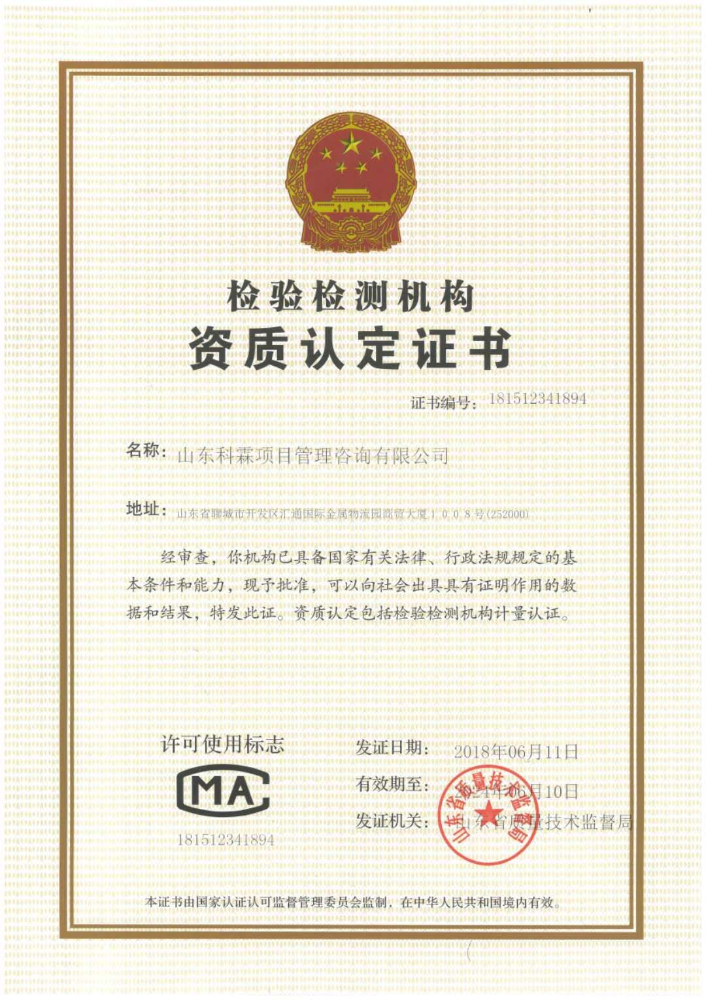 检验检测机构
资质认定证书
证书编号: 181512341894
名称: 山东科霖项目管理咨询有限公司
地址: 山东省聊城市开发区汇通国际金属物流园商贸大厦1008号(252000)
经审查，你机构已具备国家有关法律、行政法规规定的基
本条件和能力，现予批准，可以向社会出具具有证明作用的数
据和结果，特发此证。资质认定包括检验检测机构计量认证。
许可使用标志
MA
181512341894
发证日期: 2018年06月11日
有效期至: 2024年06月10日
发证机关: 山东省质量技术监督局
山东省质量技术监督局
本证书由国家认证认可监督管理委员会监制，在中华人民共和国境内有效。